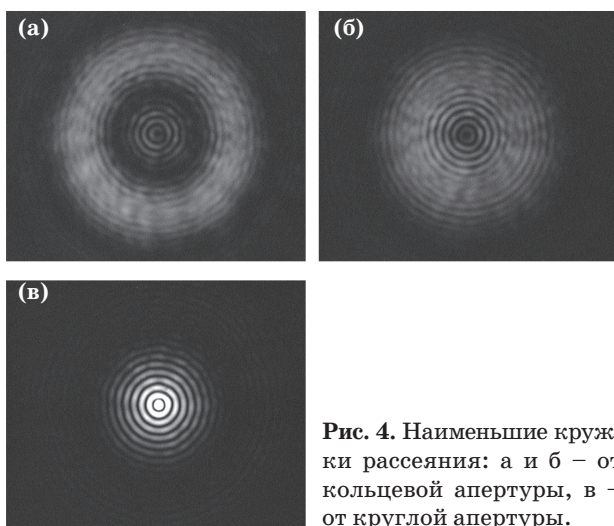 (а)
(б)
(в)
Рис. 4. Наименьшие круж-
ки рассеяния: а и б – от
кольцевой апертуры, в –
от круглой апертуры.